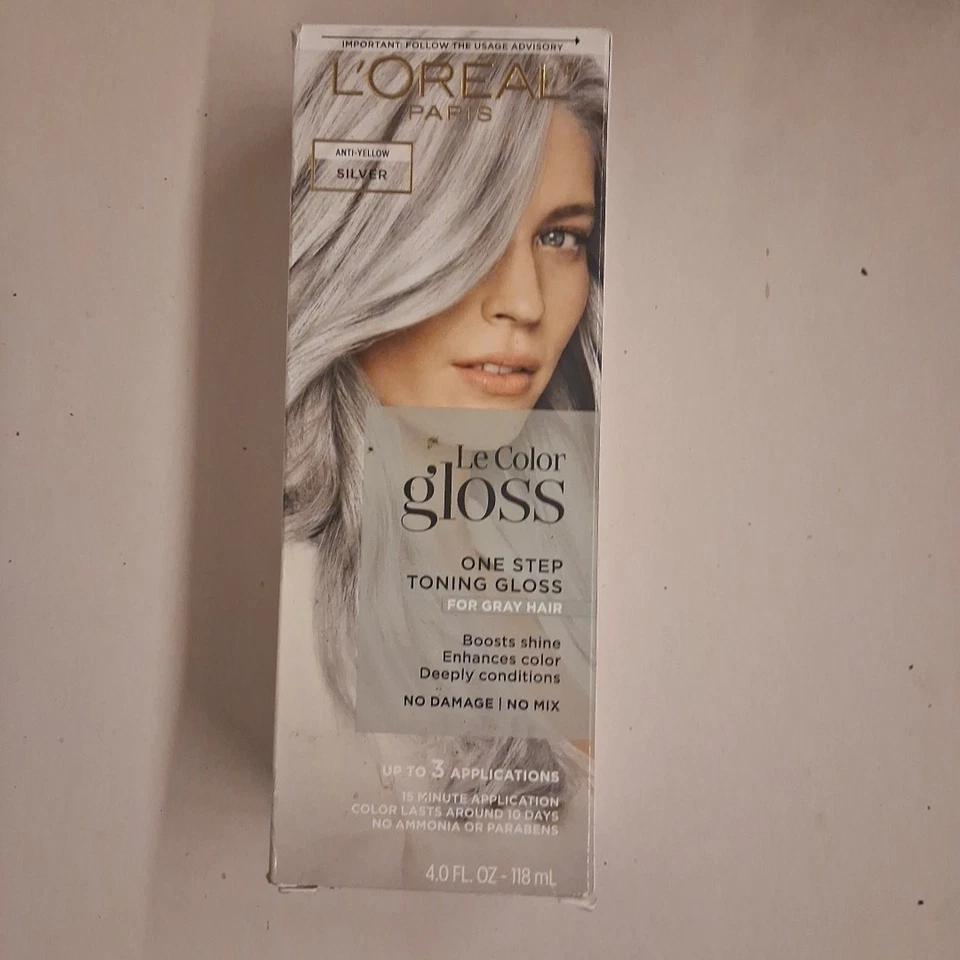 IMPORTANT: FOLLOW THE USAGE ADVISORY
L'ORÉAL
PARIS
ANTI-YELLOW
SILVER
Le Color
gloss
ONE STEP
TONING GLOSS
FOR GRAY HAIR
Boosts shine
Enhances color
Deeply conditions
NO DAMAGE | NO MIX
UP TO 3 APPLICATIONS
15 MINUTE APPLICATION
COLOR LASTS AROUND 10 DAYS
NO AMMONIA OR PARABENS
4.0 FL. OZ - 118 mL